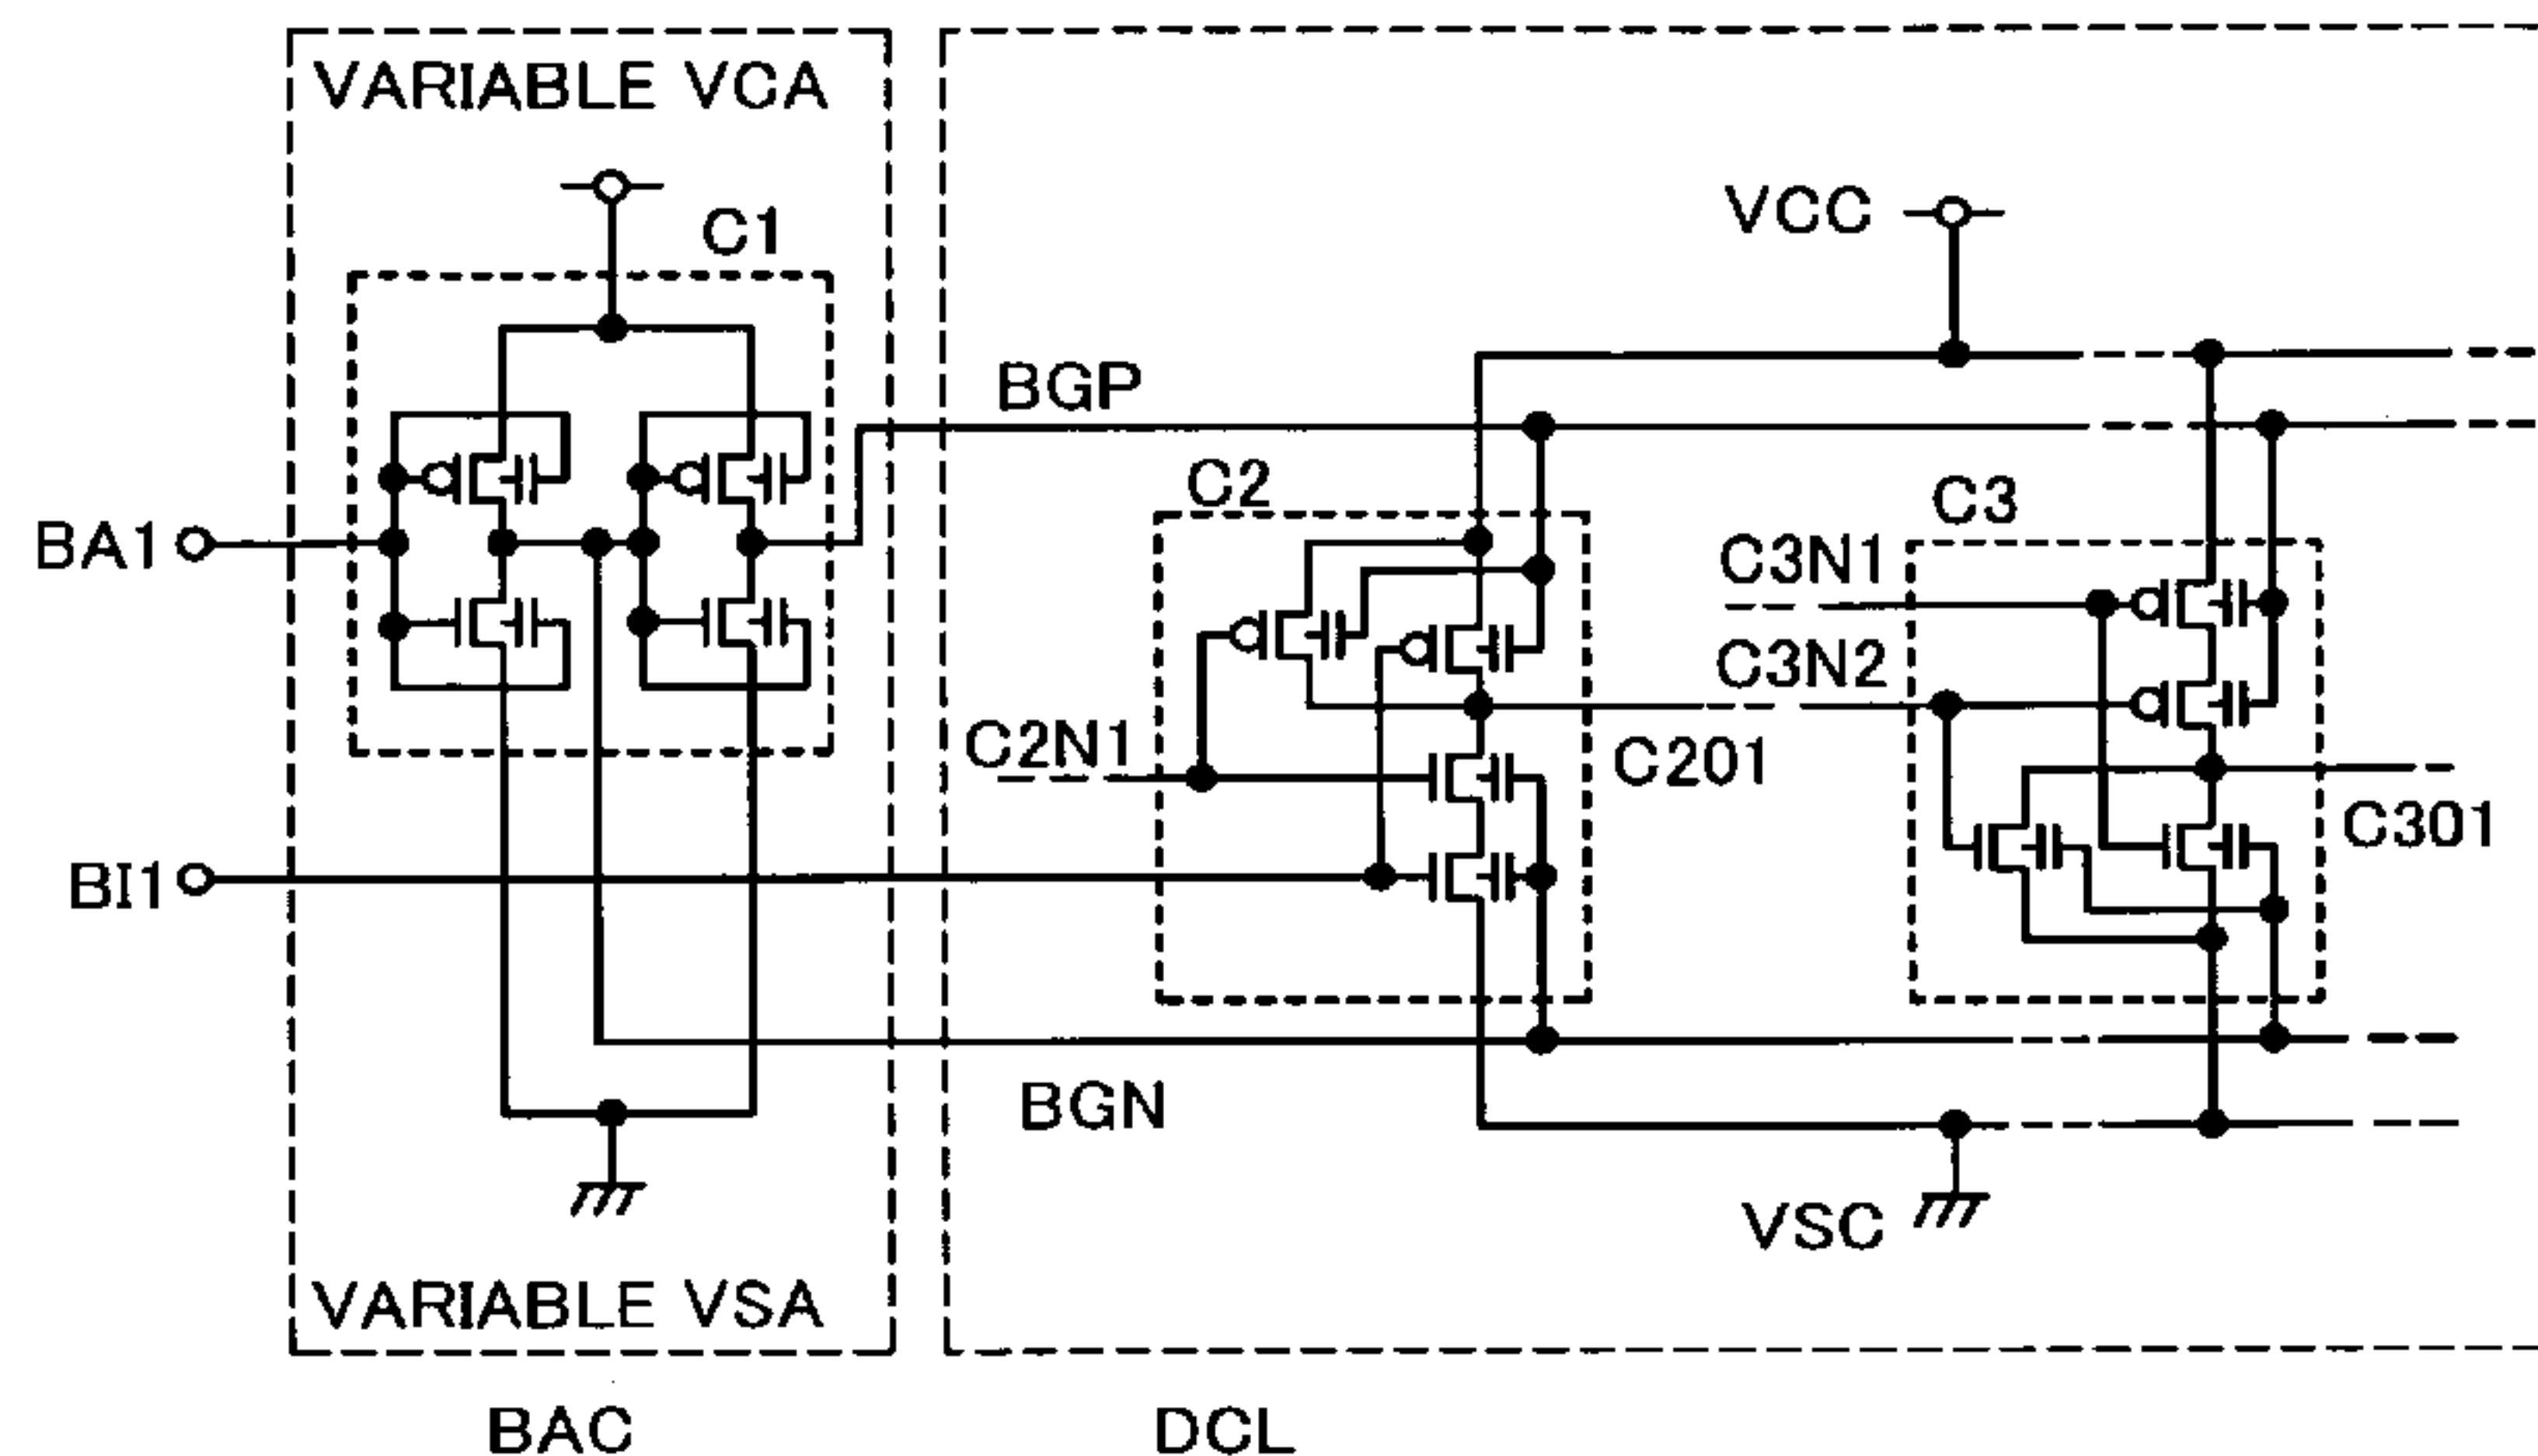 VARIABLE VCA
C1
VCC
BGP
C2
C3
BA1
C3N1
C3N2
C2N1
C201
C301
BI1
BGN
VSC
VARIABLE VSA
BAC
DCL